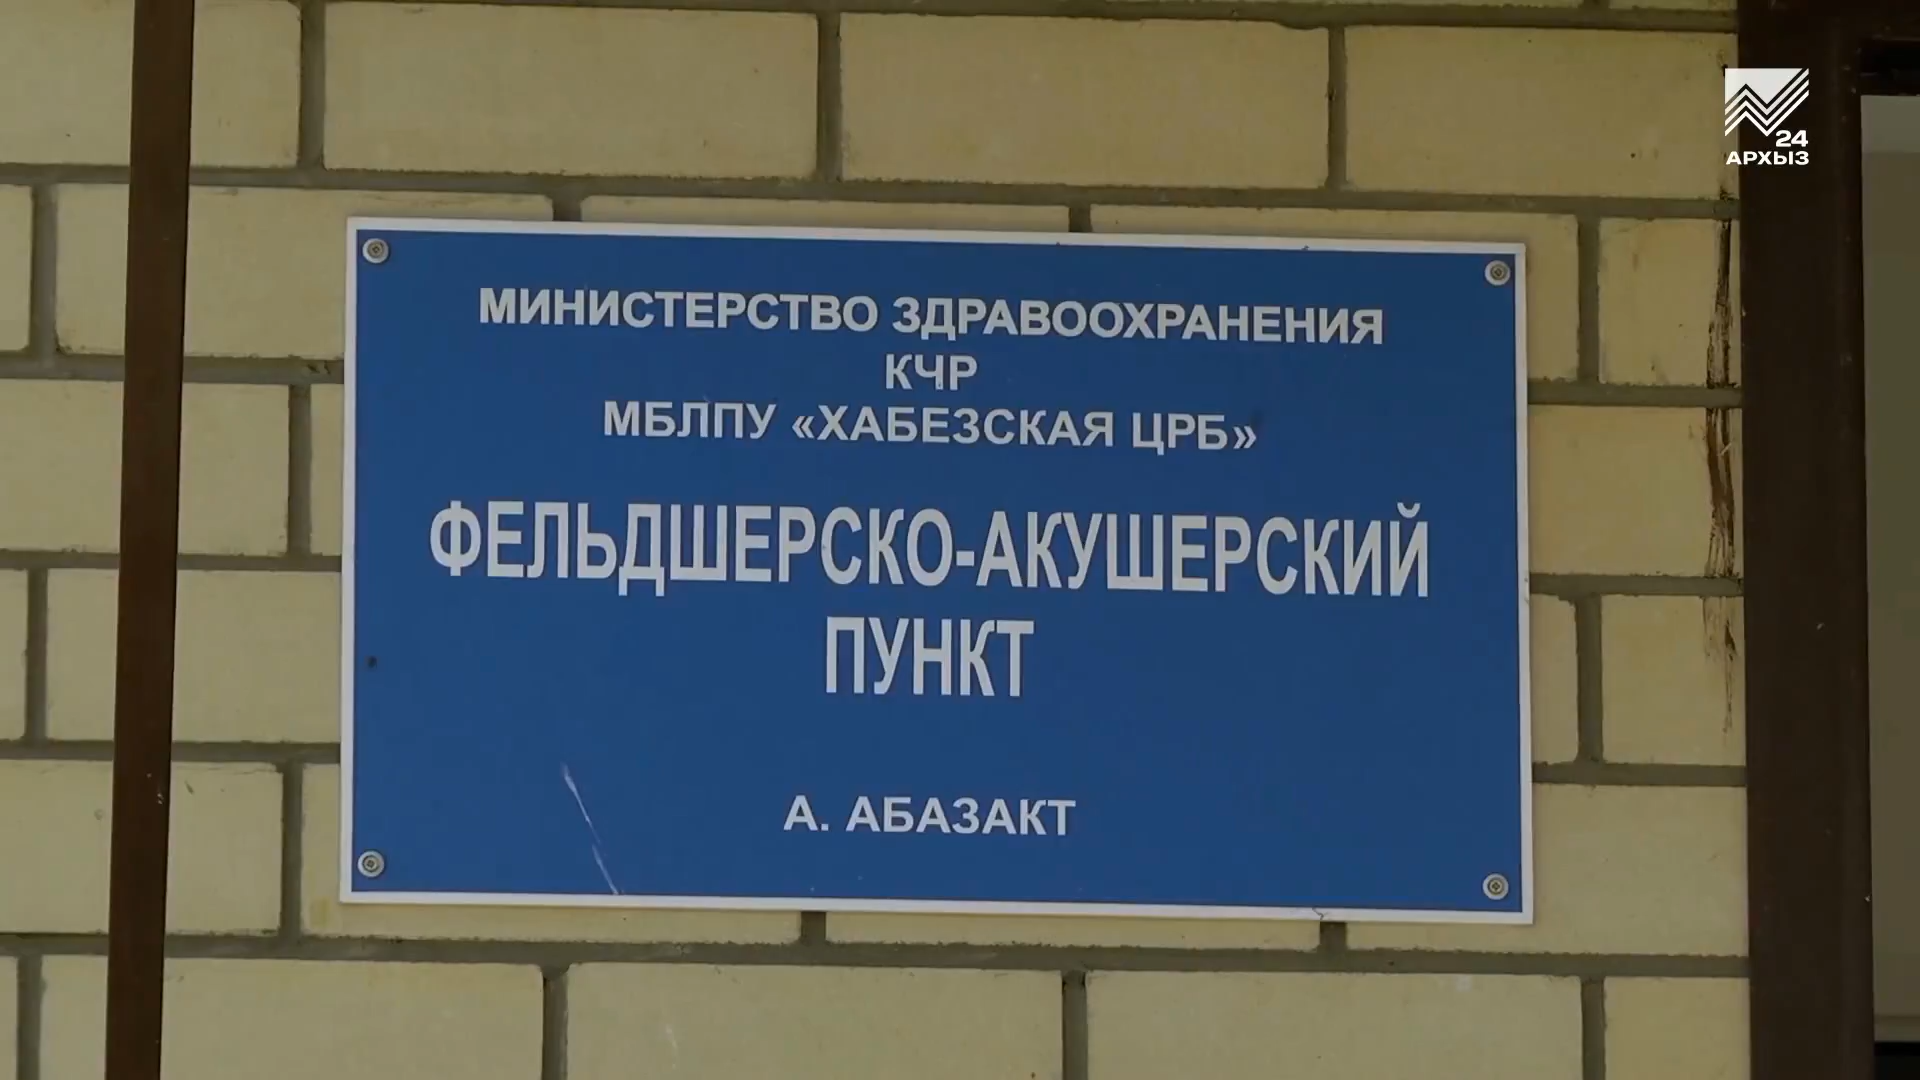 24
АРХЫЗ
МИНИСТЕРСТВО ЗДРАВООХРАНЕНИЯ
КЧР
МБЛПУ «ХАБЕЗСКАЯ ЦРБ»
ФЕЛЬДШЕРСКО-АКУШЕРСКИЙ
ПУНКТ
А. АБАЗАКТ